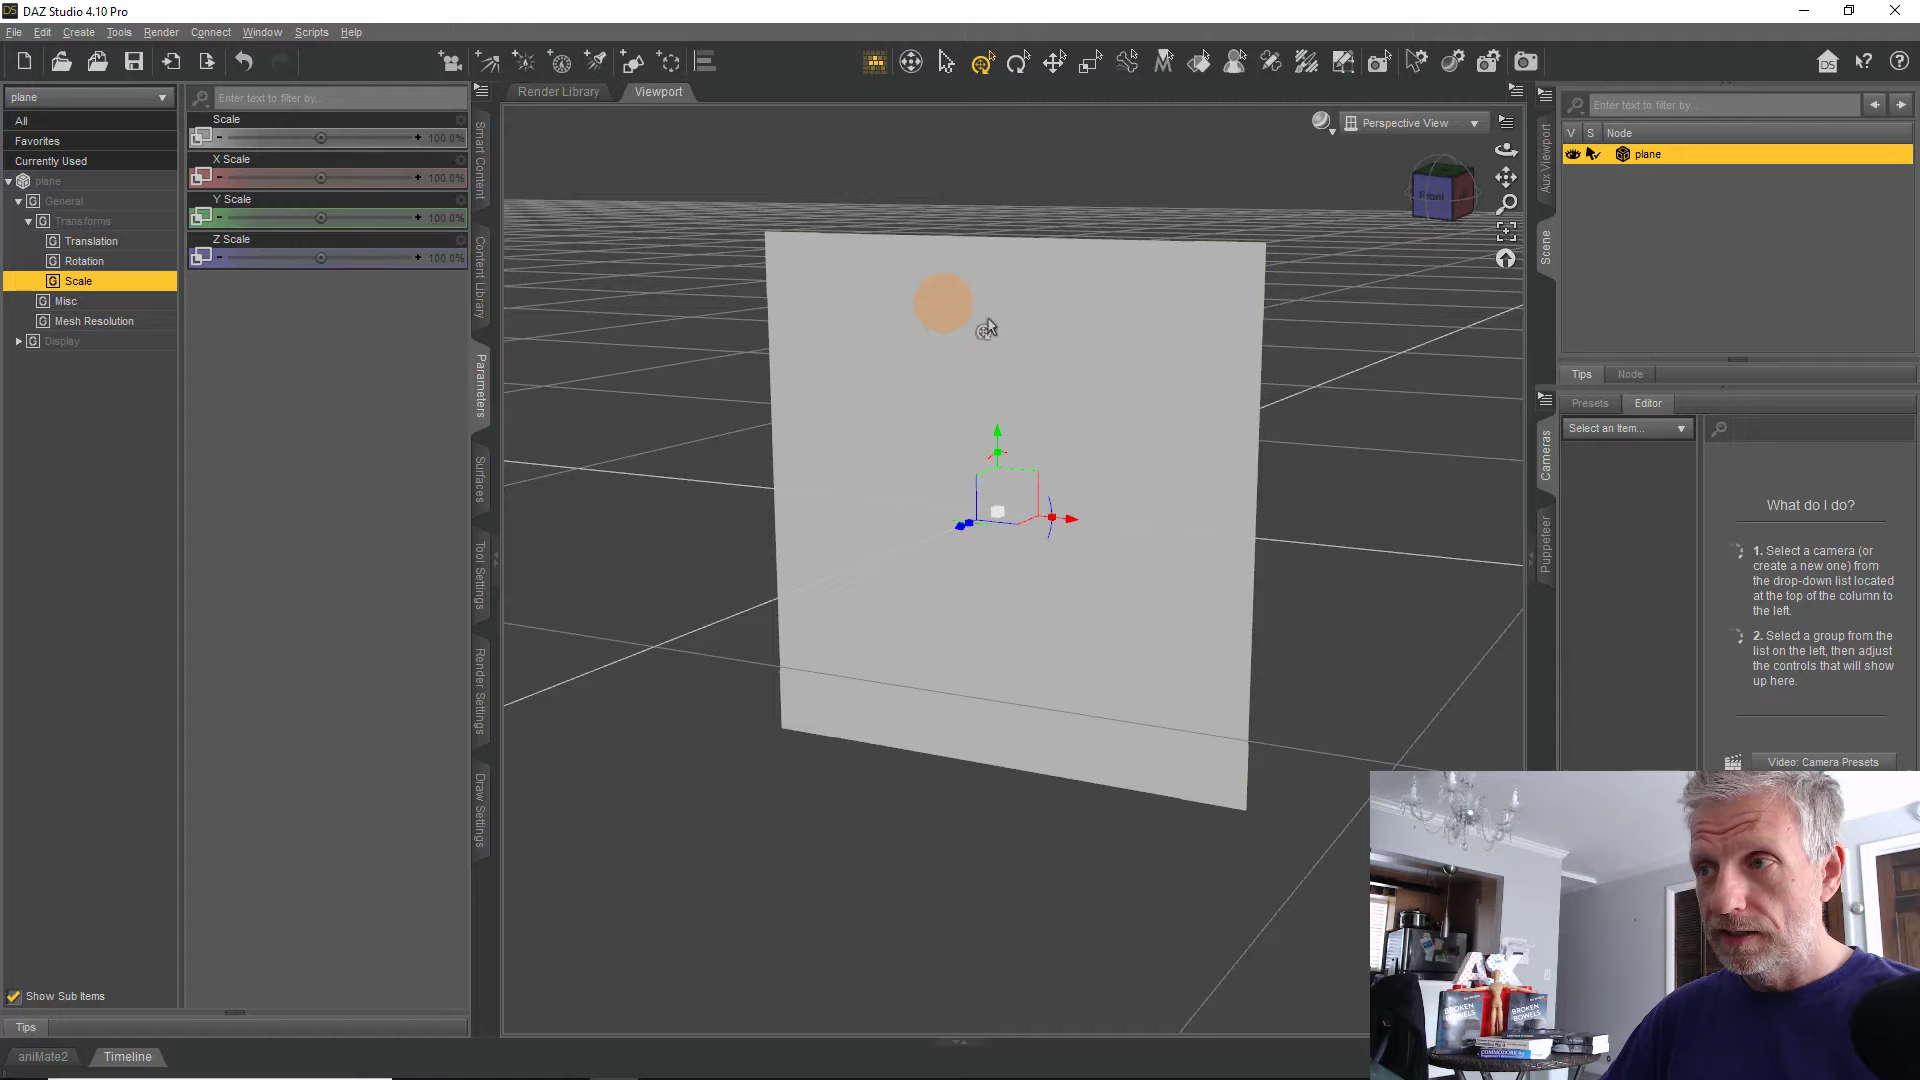 DAZ Studio 4.10 Pro
File Edit Create Tools Render Connect Window Scripts Help
plane
All
Favorites
Currently Used
plane
General
Transforms
Translation
Rotation
Scale
Misc
Mesh Resolution
Display
Show Sub Items
Tips
aniMate2
Timeline
Enter text to filter by...
Scale
100.0%
X Scale
100.0%
Y Scale
100.0%
Z Scale
100.0%
Smart Content
Content Library
Parameters
Surfaces
Tool Settings
Render Settings
Draw Settings
Render Library
Viewport
Perspective View
Front
Aux Viewport
Scene
Enter text to filter by...
V S Node
plane
Tips
Node
Cameras
Puppeteer
Presets
Editor
Select an Item...
What do I do?
1. Select a camera (or
create a new one) from
the drop-down list located
at the top of the column to
the left.
2. Select a group from the
list on the left, then adjust
the controls that will show
up here.
Video: Camera Presets
BROKEN
BOWELS
BROKEN
BOWELS
COMMODORE